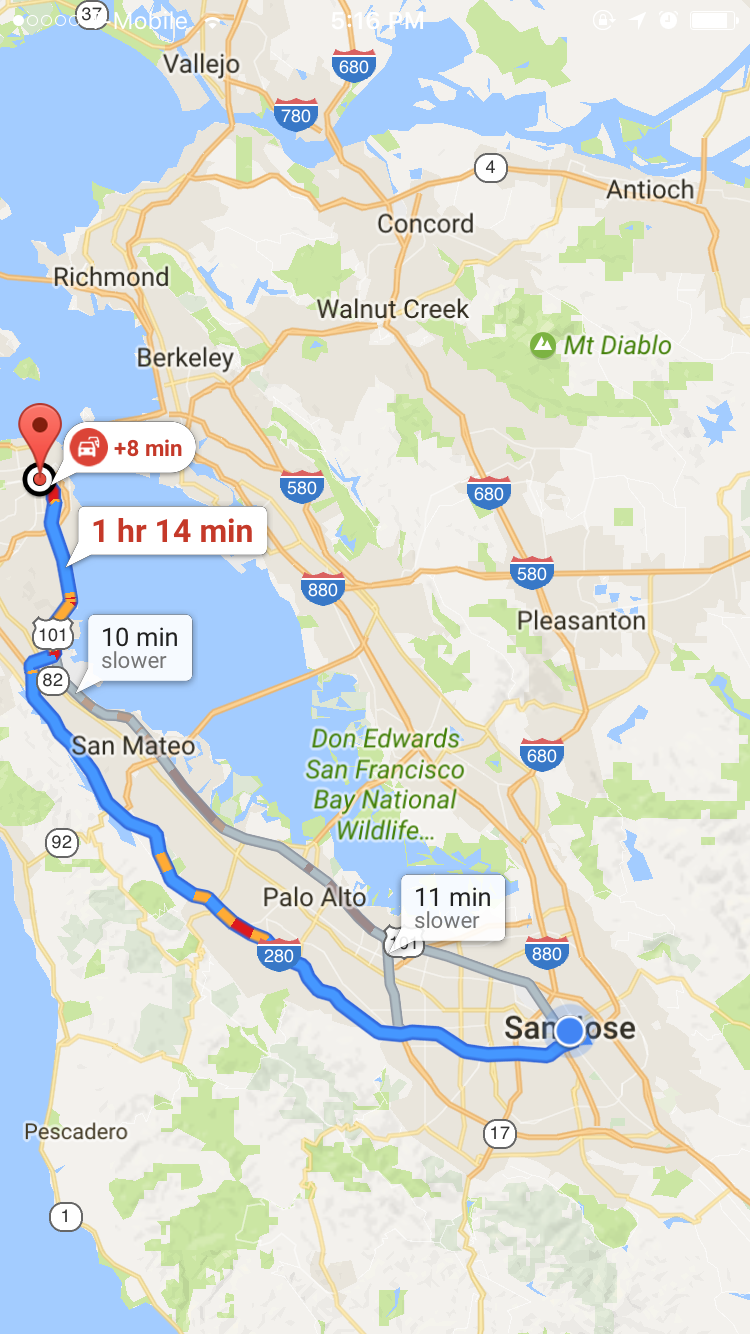 Mobile
5:16 PM
37
Vallejo
680
780
4
Antioch
Concord
Richmond
Walnut Creek
Berkeley
Mt Diablo
+8 min
580
680
1 hr 14 min
580
880
Pleasanton
101
10 min
slower
82
San Mateo
Don Edwards
San Francisco
Bay National
Wildlife...
680
92
Palo Alto
11 min
slower
101
280
880
San Jose
17
Pescadero
1